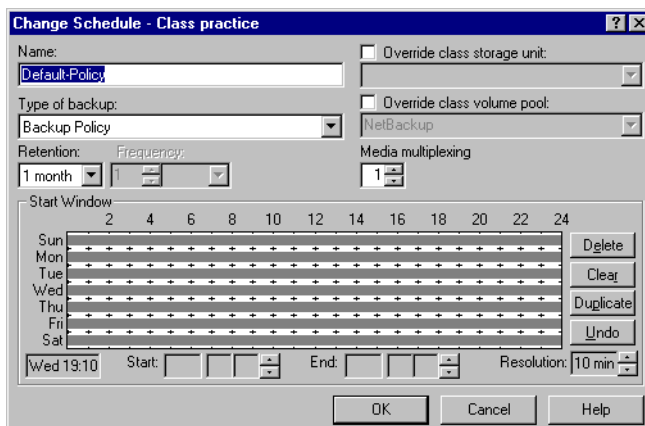 Change Schedule - Class practice
Name:
Default-Policy
Override class storage unit:
Type of backup:
Backup Policy
Override class volume pool:
NetBackup
Retention:
Frequency:
Media multiplexing
1 month
1
1
Start Window
2 4 6 8 10 12 14 16 18 20 22 24
Sun
Mon
Tue
Wed
Thu
Fri
Sat
Delete
Clear
Duplicate
Undo
Wed 19:10
Start:
End:
Resolution:
10 min
OK
Cancel
Help